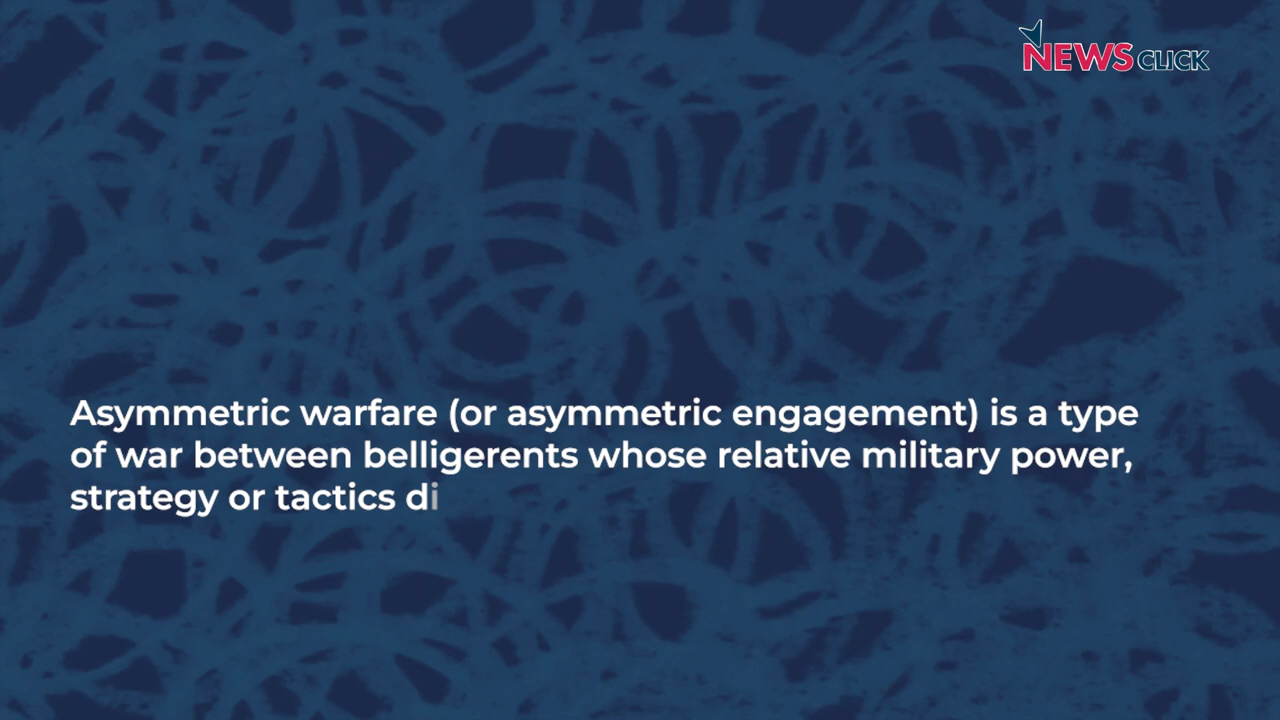 NEWSCLICK
Asymmetric warfare (or asymmetric engagement) is a type
of war between belligerents whose relative military power,
strategy or tactics di